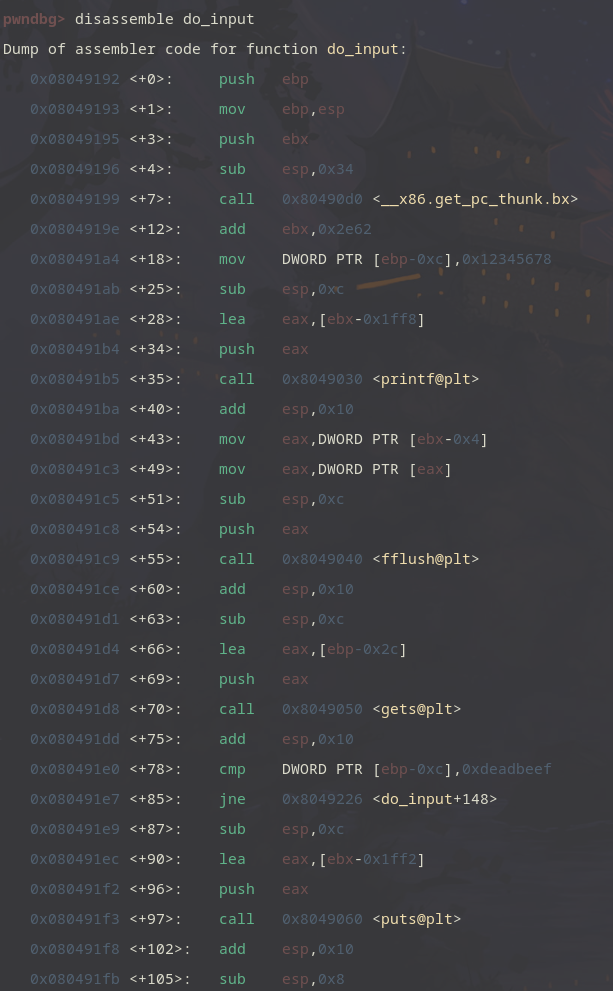 pwndbg> disassemble do_input
Dump of assembler code for function do_input:
0x08049192 <+0>: push ebp
0x08049193 <+1>: mov ebp,esp
0x08049195 <+3>: push ebx
0x08049196 <+4>: sub esp,0x34
0x08049199 <+7>: call 0x80490d0 <__x86.get_pc_thunk.bx>
0x0804919e <+12>: add ebx,0x2e62
0x080491a4 <+18>: mov DWORD PTR [ebp-0xc],0x12345678
0x080491ab <+25>: sub esp,0xc
0x080491ae <+28>: lea eax,[ebx-0x1ff8]
0x080491b4 <+34>: push eax
0x080491b5 <+35>: call 0x8049030 <printf@plt>
0x080491ba <+40>: add esp,0x10
0x080491bd <+43>: mov eax,DWORD PTR [ebx-0x4]
0x080491c3 <+49>: mov eax,DWORD PTR [eax]
0x080491c5 <+51>: sub esp,0xc
0x080491c8 <+54>: push eax
0x080491c9 <+55>: call 0x8049040 <fflush@plt>
0x080491ce <+60>: add esp,0x10
0x080491d1 <+63>: sub esp,0xc
0x080491d4 <+66>: lea eax,[ebp-0x2c]
0x080491d7 <+69>: push eax
0x080491d8 <+70>: call 0x8049050 <gets@plt>
0x080491dd <+75>: add esp,0x10
0x080491e0 <+78>: cmp DWORD PTR [ebp-0xc],0xdeadbeef
0x080491e7 <+85>: jne 0x8049226 <do_input+148>
0x080491e9 <+87>: sub esp,0xc
0x080491ec <+90>: lea eax,[ebx-0x1ff2]
0x080491f2 <+96>: push eax
0x080491f3 <+97>: call 0x8049060 <puts@plt>
0x080491f8 <+102>: add esp,0x10
0x080491fb <+105>: sub esp,0x8